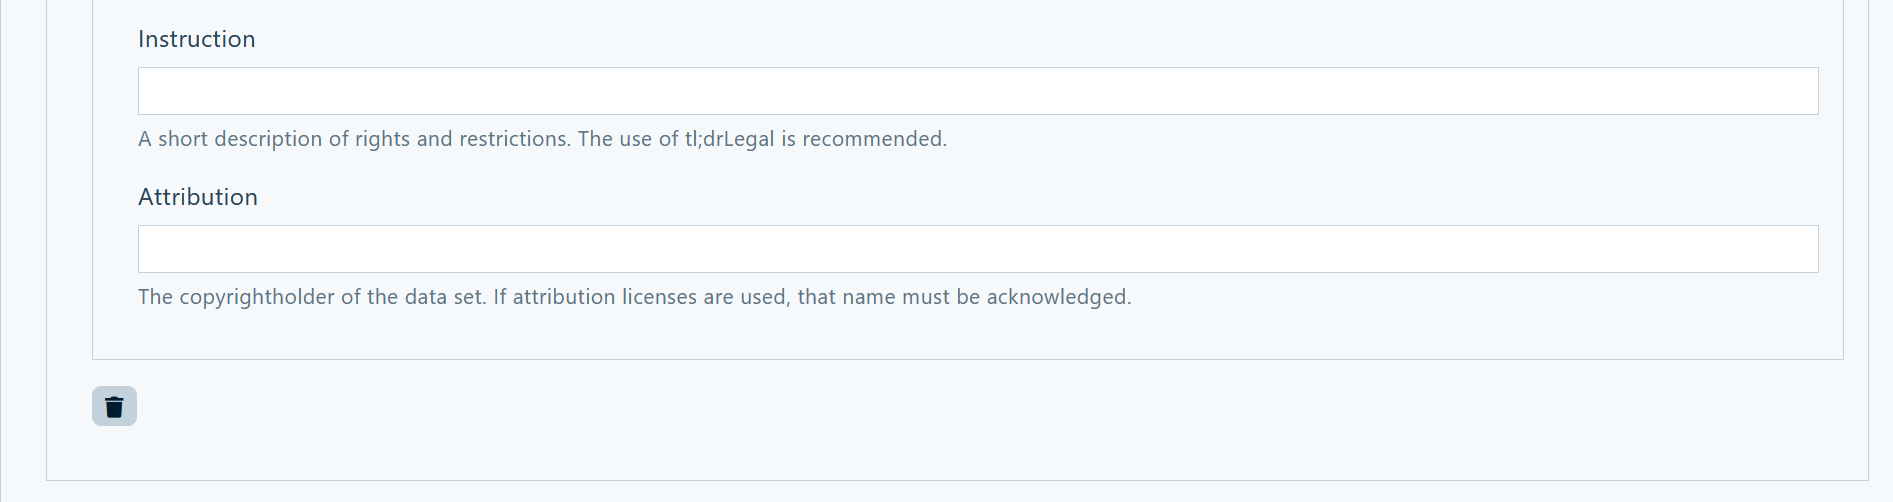 Instruction
A short description of rights and restrictions. The use of tl;drLegal is recommended.
Attribution
The copyrightholder of the data set. If attribution licenses are used, that name must be acknowledged.